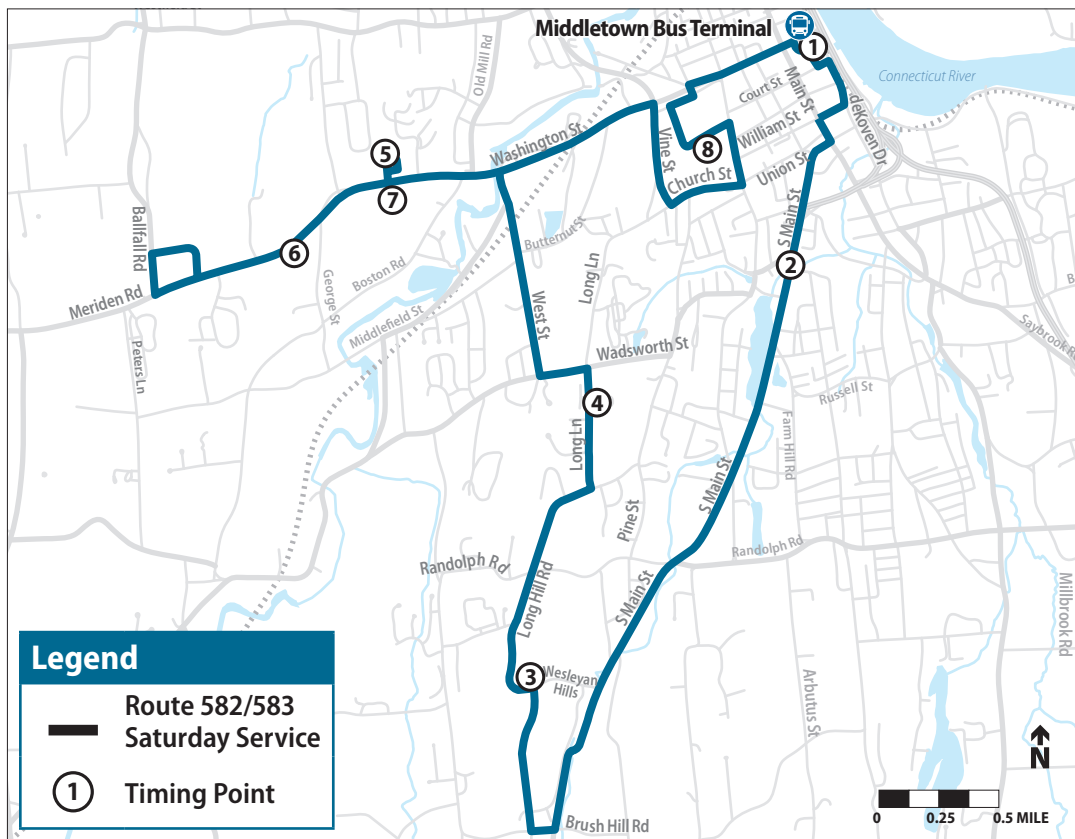 Middletown Bus Terminal
1
Connecticut River
Old Mill Rd
Court St
Main St
deKoven Dr
Washington St
William St
Vine St
8
5
Church St
Union St
7
Ballfall Rd
S Main St
6
Butternut St
Long Ln
2
Boston Rd
Meriden Rd
George St
Middlefield St
West St
Saybrook Rd
Peters Ln
Wadsworth St
Russell St
4
Long Ln
Farm Hill Rd
S Main St
Pine St
Randolph Rd
Randolph Rd
Long Hill Rd
S Main St
Millbrook Rd
Legend
3
Wesleyan
Hills
Route 582/583
Saturday Service
Arbutus St
N
1
Timing Point
Brush Hill Rd
0
0.25
0.5 MILE